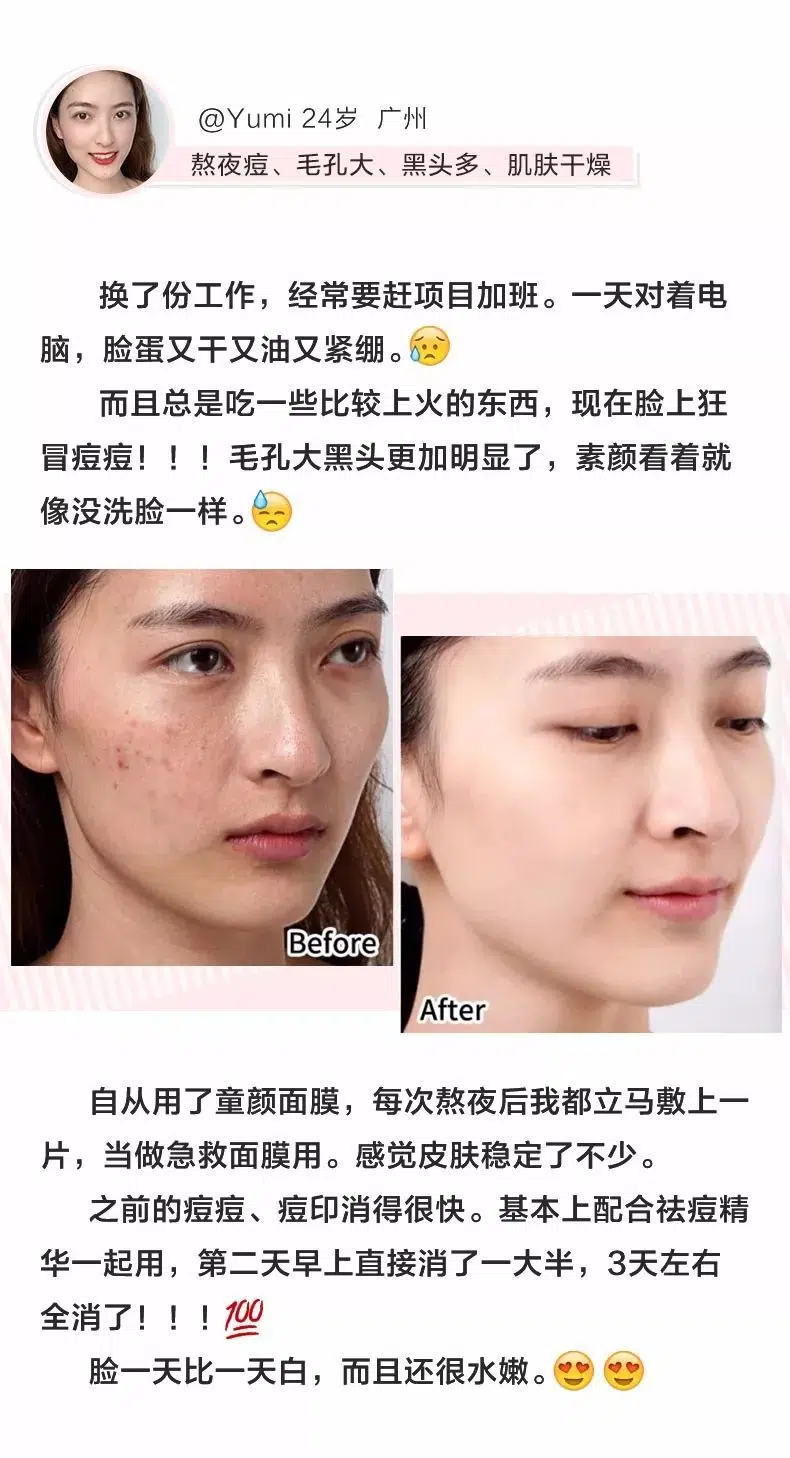 @Yumi 24岁 广州
熬夜痘、毛孔大、黑头多、肌肤干燥
换了份工作，经常要赶项目加班。一天对着电
脑，脸蛋又干又油又紧绷。😥
而且总是吃一些比较上火的东西，现在脸上狂
冒痘痘！！！毛孔大黑头更加明显了，素颜看着就
像没洗脸一样。😓
Before
After
自从用了童颜面膜，每次熬夜后我都立马敷上一
片，当做急救面膜用。感觉皮肤稳定了不少。
之前的痘痘、痘印消得很快。基本上配合祛痘精
华一起用，第二天早上直接消了一大半，3天左右
全消了！！！💯
脸一天比一天白，而且还很水嫩。😍😍